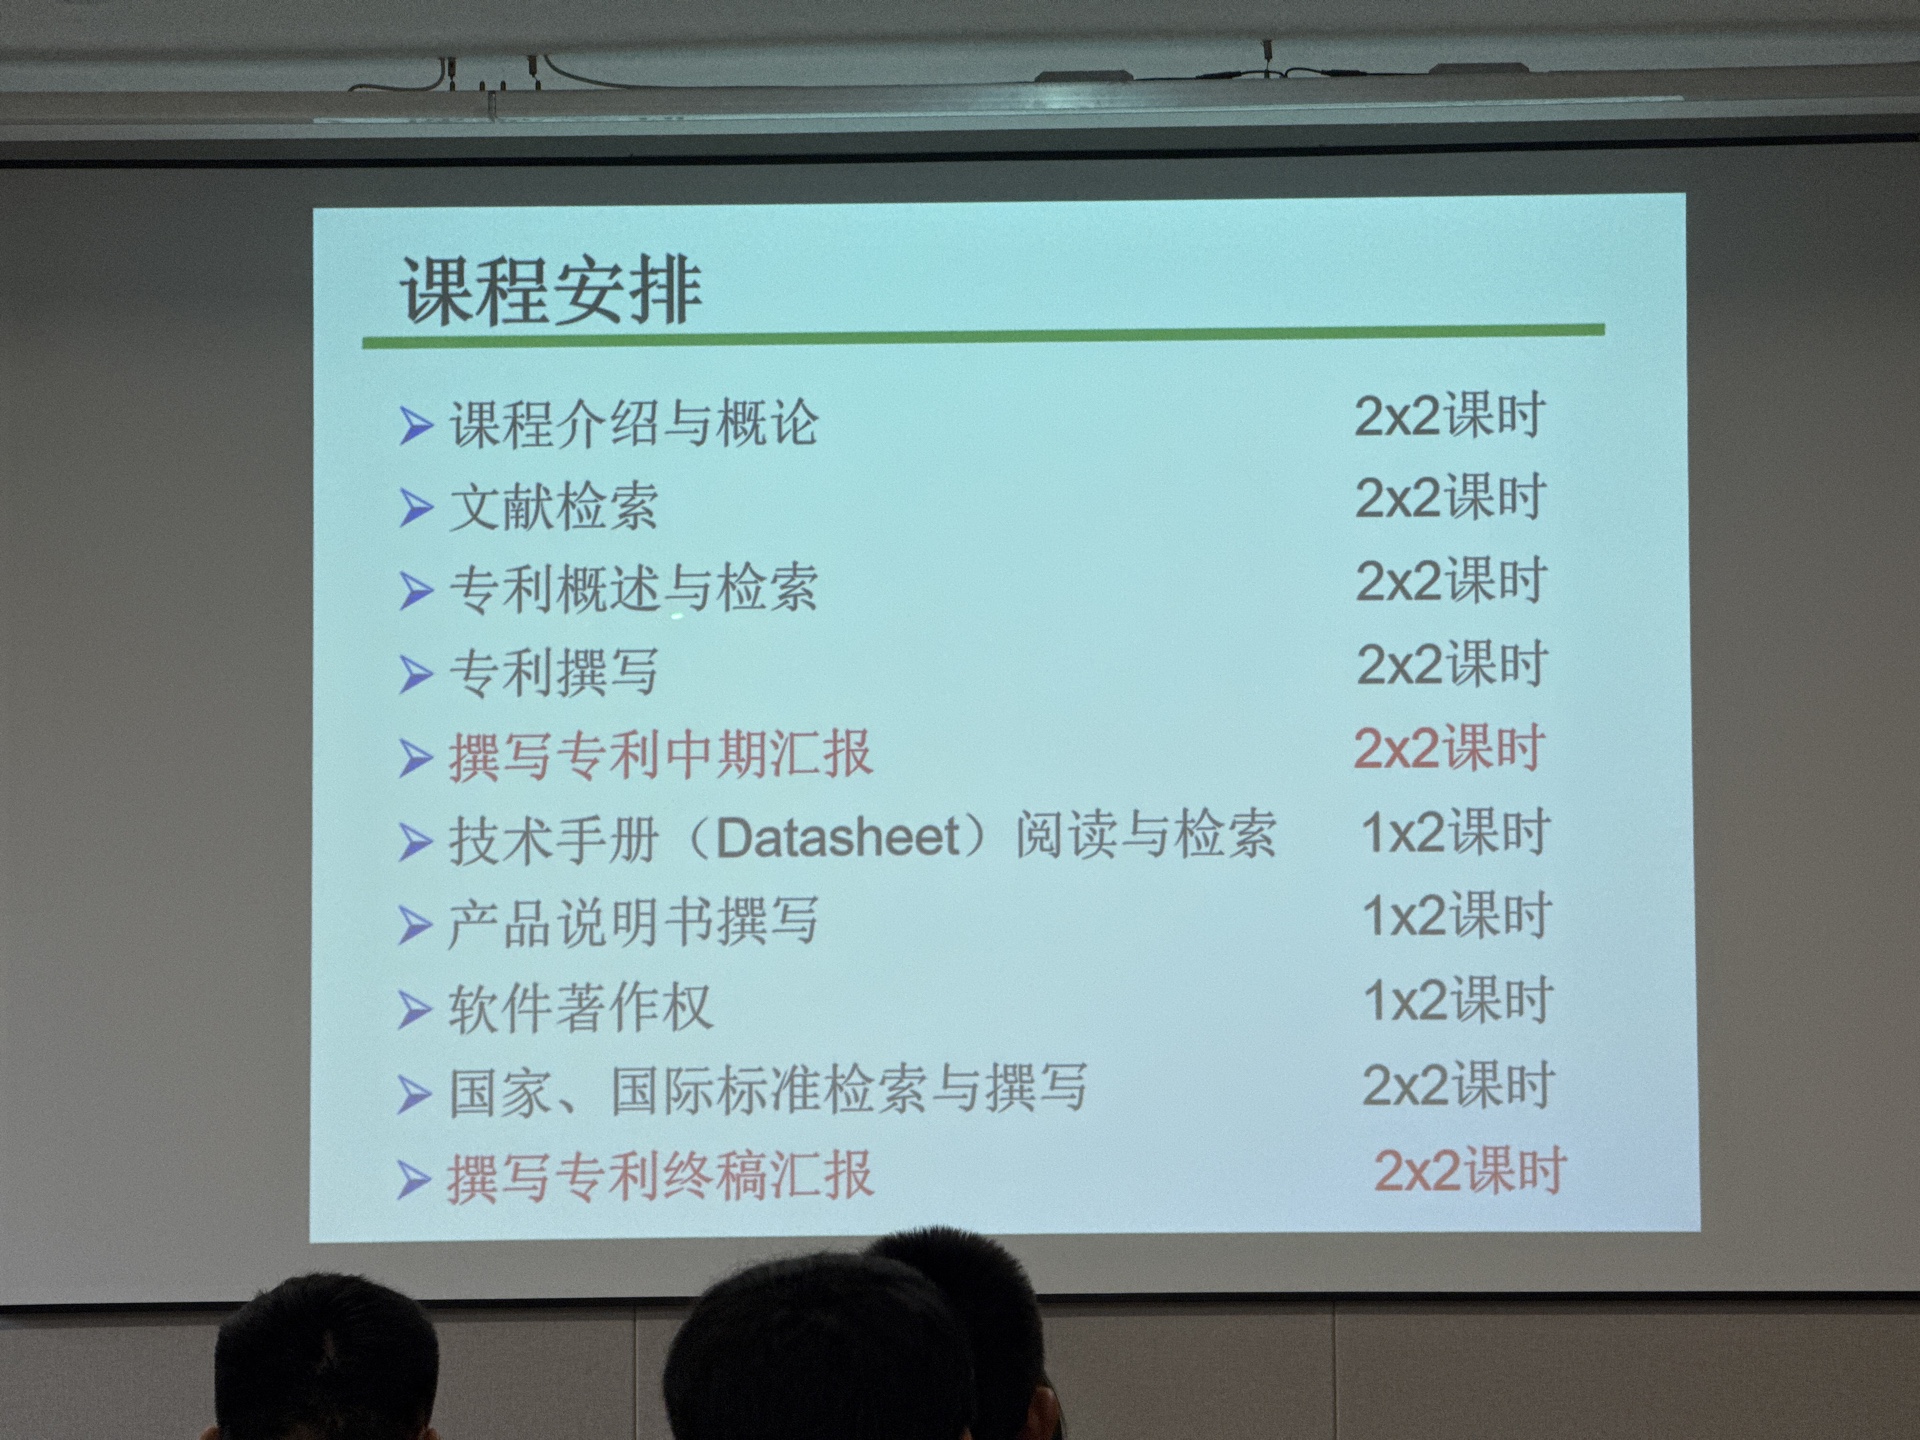 课程安排
课程介绍与概论 2x2课时
文献检索 2x2课时
专利概述与检索 2x2课时
专利撰写 2x2课时
撰写专利中期汇报 2x2课时
技术手册（Datasheet）阅读与检索 1x2课时
产品说明书撰写 1x2课时
软件著作权 1x2课时
国家、国际标准检索与撰写 2x2课时
撰写专利终稿汇报 2x2课时